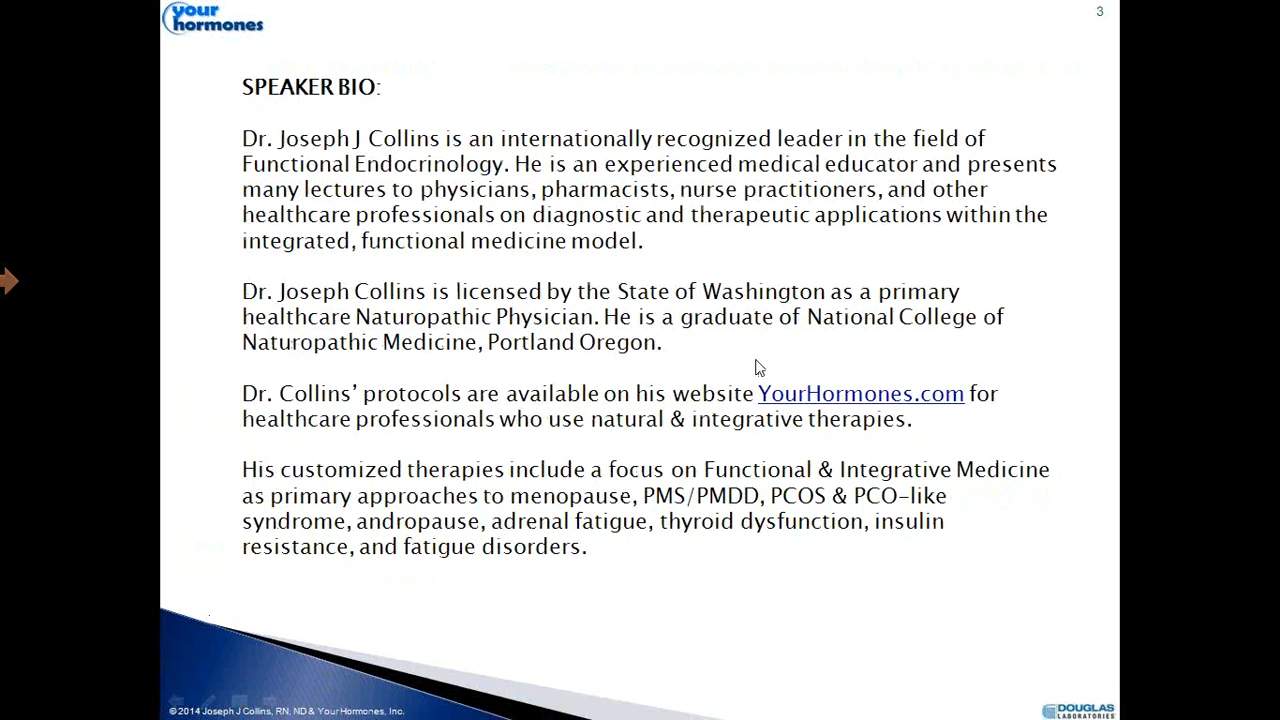 your
hormones
3
SPEAKER BIO:
Dr. Joseph J Collins is an internationally recognized leader in the field of
Functional Endocrinology. He is an experienced medical educator and presents
many lectures to physicians, pharmacists, nurse practitioners, and other
healthcare professionals on diagnostic and therapeutic applications within the
integrated, functional medicine model.
Dr. Joseph Collins is licensed by the State of Washington as a primary
healthcare Naturopathic Physician. He is a graduate of National College of
Naturopathic Medicine, Portland Oregon.
Dr. Collins’ protocols are available on his website YourHormones.com for
healthcare professionals who use natural & integrative therapies.
His customized therapies include a focus on Functional & Integrative Medicine
as primary approaches to menopause, PMS/PMDD, PCOS & PCO-like
syndrome, andropause, adrenal fatigue, thyroid dysfunction, insulin
resistance, and fatigue disorders.
©2014 Joseph J Collins, RN, ND & Your Hormones, Inc.
DOUGLAS
LABORATORIES